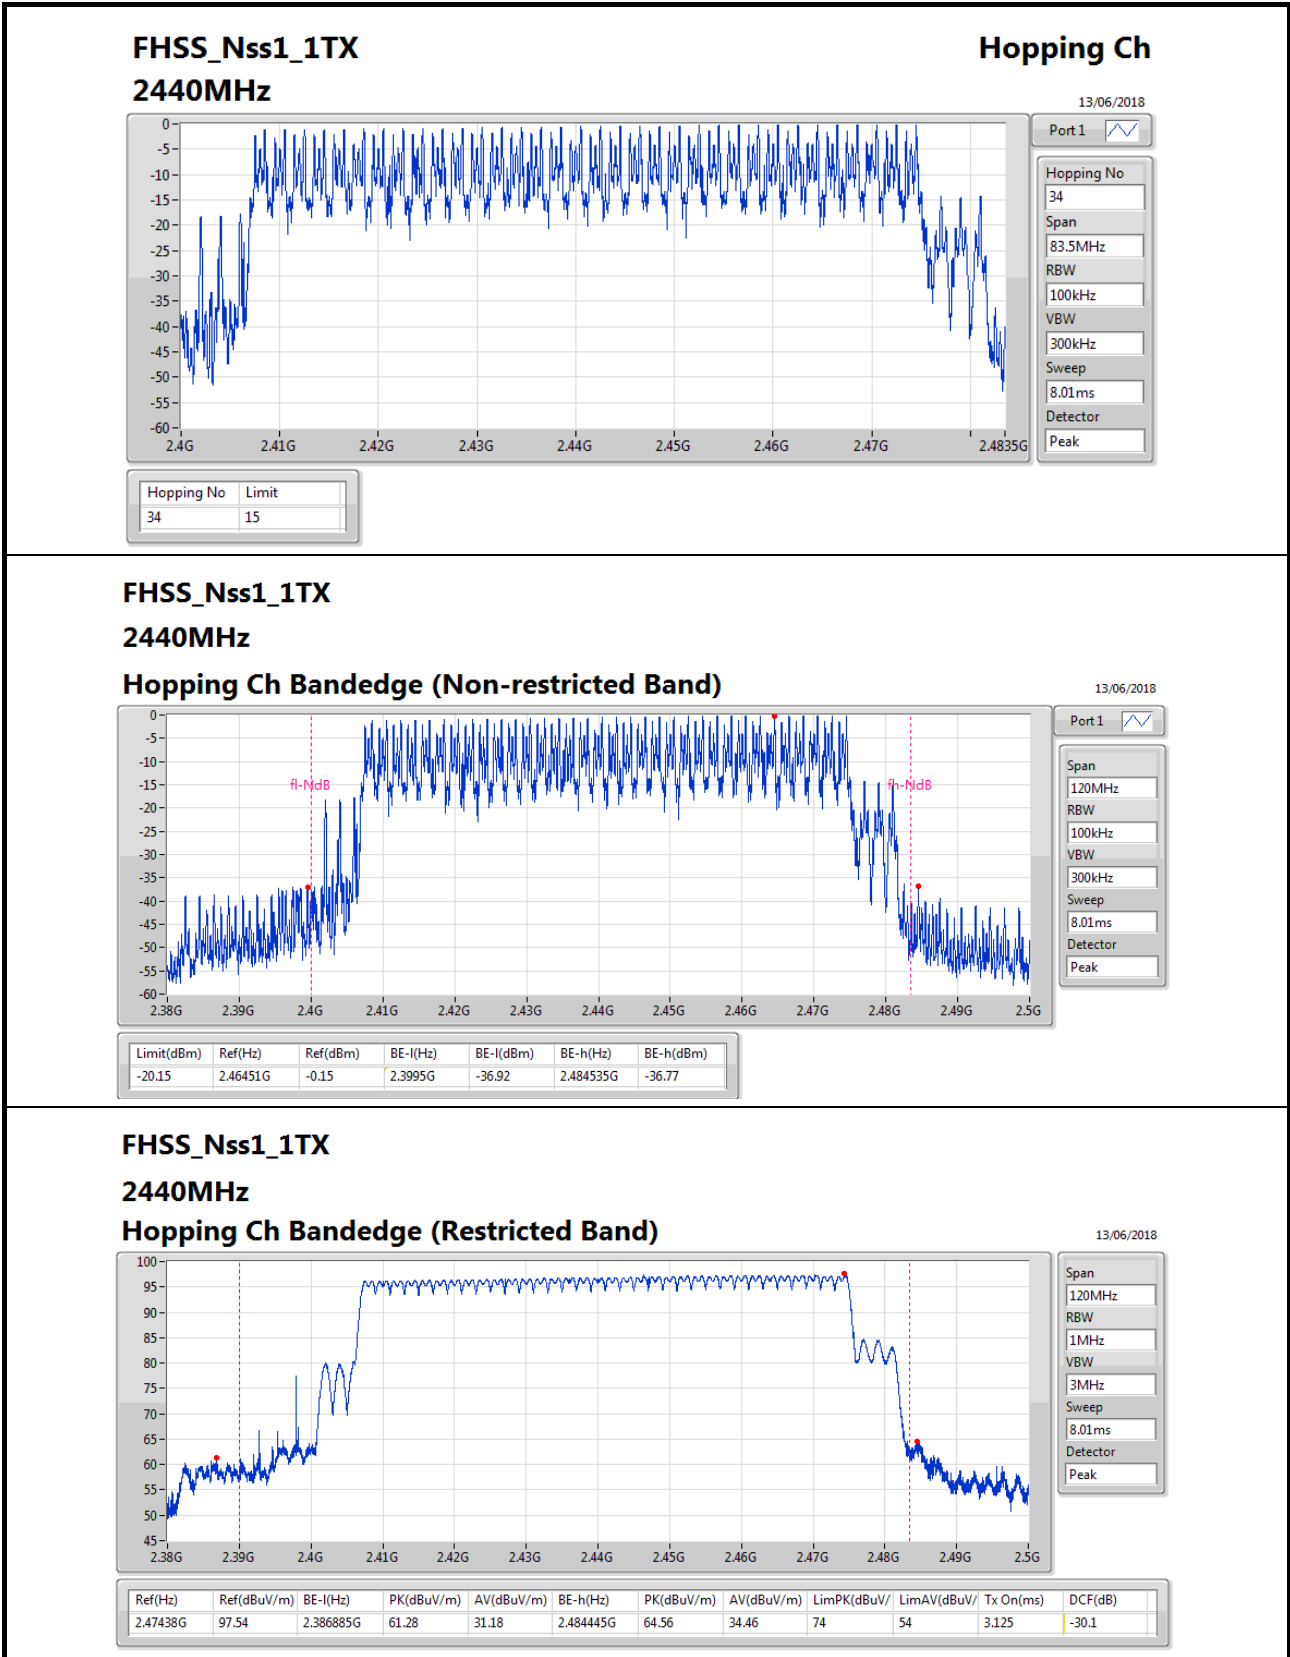 FHSS_Nss1_1TX Hopping Ch
2440MHz
13/06/2018
Port 1
0
-5
-10
-15
-20
-25
-30
-35
-40
-45
-50
-55
-60
2.4G 2.41G 2.42G 2.43G 2.44G 2.45G 2.46G 2.47G 2.4835G
Hopping No
34
Span
83.5MHz
RBW
100kHz
VBW
300kHz
Sweep
8.01ms
Detector
Peak
Hopping No Limit
34 15
FHSS_Nss1_1TX
2440MHz
Hopping Ch Bandedge (Non-restricted Band)
13/06/2018
Port 1
0
-5
-10
-15
-20
-25
-30
-35
-40
-45
-50
-55
-60
fl-NdB fh-NdB
2.38G 2.39G 2.4G 2.41G 2.42G 2.43G 2.44G 2.45G 2.46G 2.47G 2.48G 2.49G 2.5G
Span
120MHz
RBW
100kHz
VBW
300kHz
Sweep
8.01ms
Detector
Peak
Limit(dBm) Ref(Hz) Ref(dBm) BE-l(Hz) BE-l(dBm) BE-h(Hz) BE-h(dBm)
-20.15 2.46451G -0.15 2.3995G -36.92 2.484535G -36.77
FHSS_Nss1_1TX
2440MHz
Hopping Ch Bandedge (Restricted Band)
13/06/2018
100
95
90
85
80
75
70
65
60
55
50
45
2.38G 2.39G 2.4G 2.41G 2.42G 2.43G 2.44G 2.45G 2.46G 2.47G 2.48G 2.49G 2.5G
Span
120MHz
RBW
1MHz
VBW
3MHz
Sweep
8.01ms
Detector
Peak
Ref(Hz) Ref(dBuV/m) BE-l(Hz) PK(dBuV/m) AV(dBuV/m) BE-h(Hz) PK(dBuV/m) AV(dBuV/m) LimPK(dBuV/ LimAV(dBuV/ Tx On(ms) DCF(dB)
2.47438G 97.54 2.386885G 61.28 31.18 2.484445G 64.56 34.46 74 54 3.125 -30.1